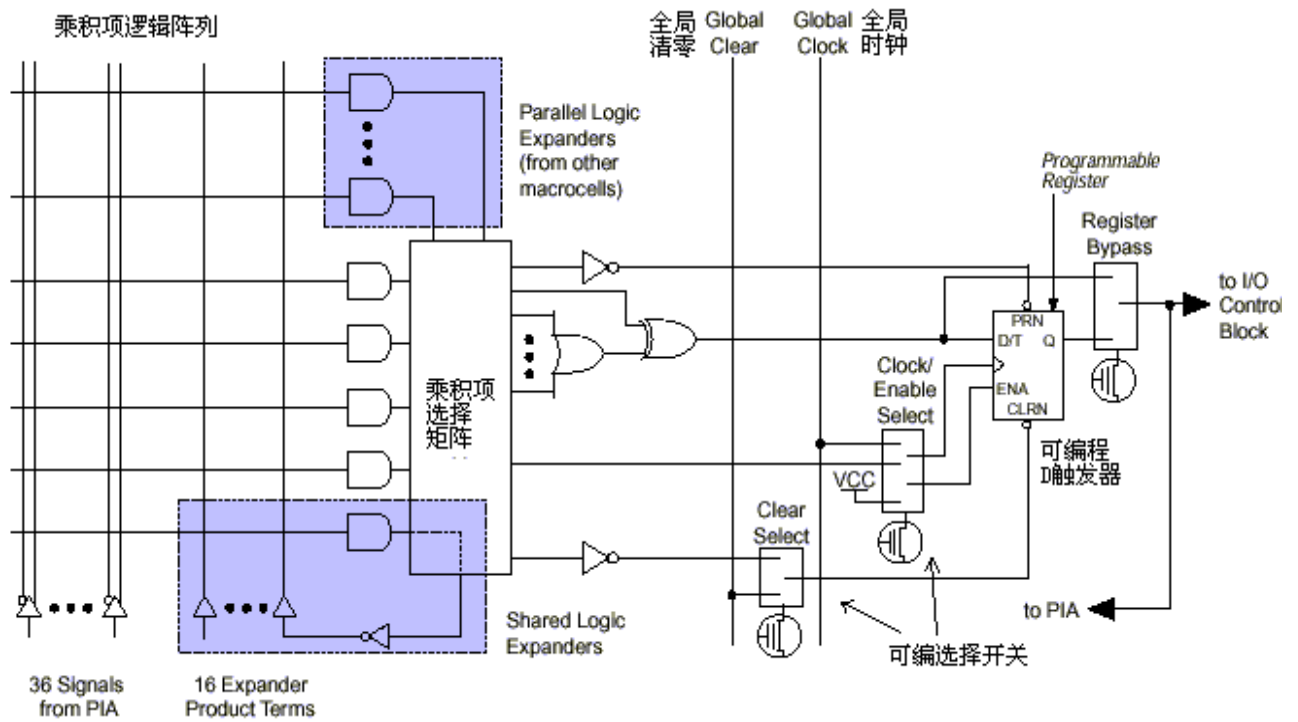 乘积项逻辑阵列
全局 Global
清零 Clear
Global 全局
Clock 时钟
Parallel Logic
Expanders
(from other
macrocells)
Programmable
Register
Register
Bypass
to I/O
Control
Block
PRN
D/T Q
ENA
CLRN
Clock/
Enable
Select
乘积项
选择
矩阵
可编程
D触发器
VCC
Clear
Select
Shared Logic
Expanders
to PIA
可编选择开关
36 Signals
from PIA
16 Expander
Product Terms